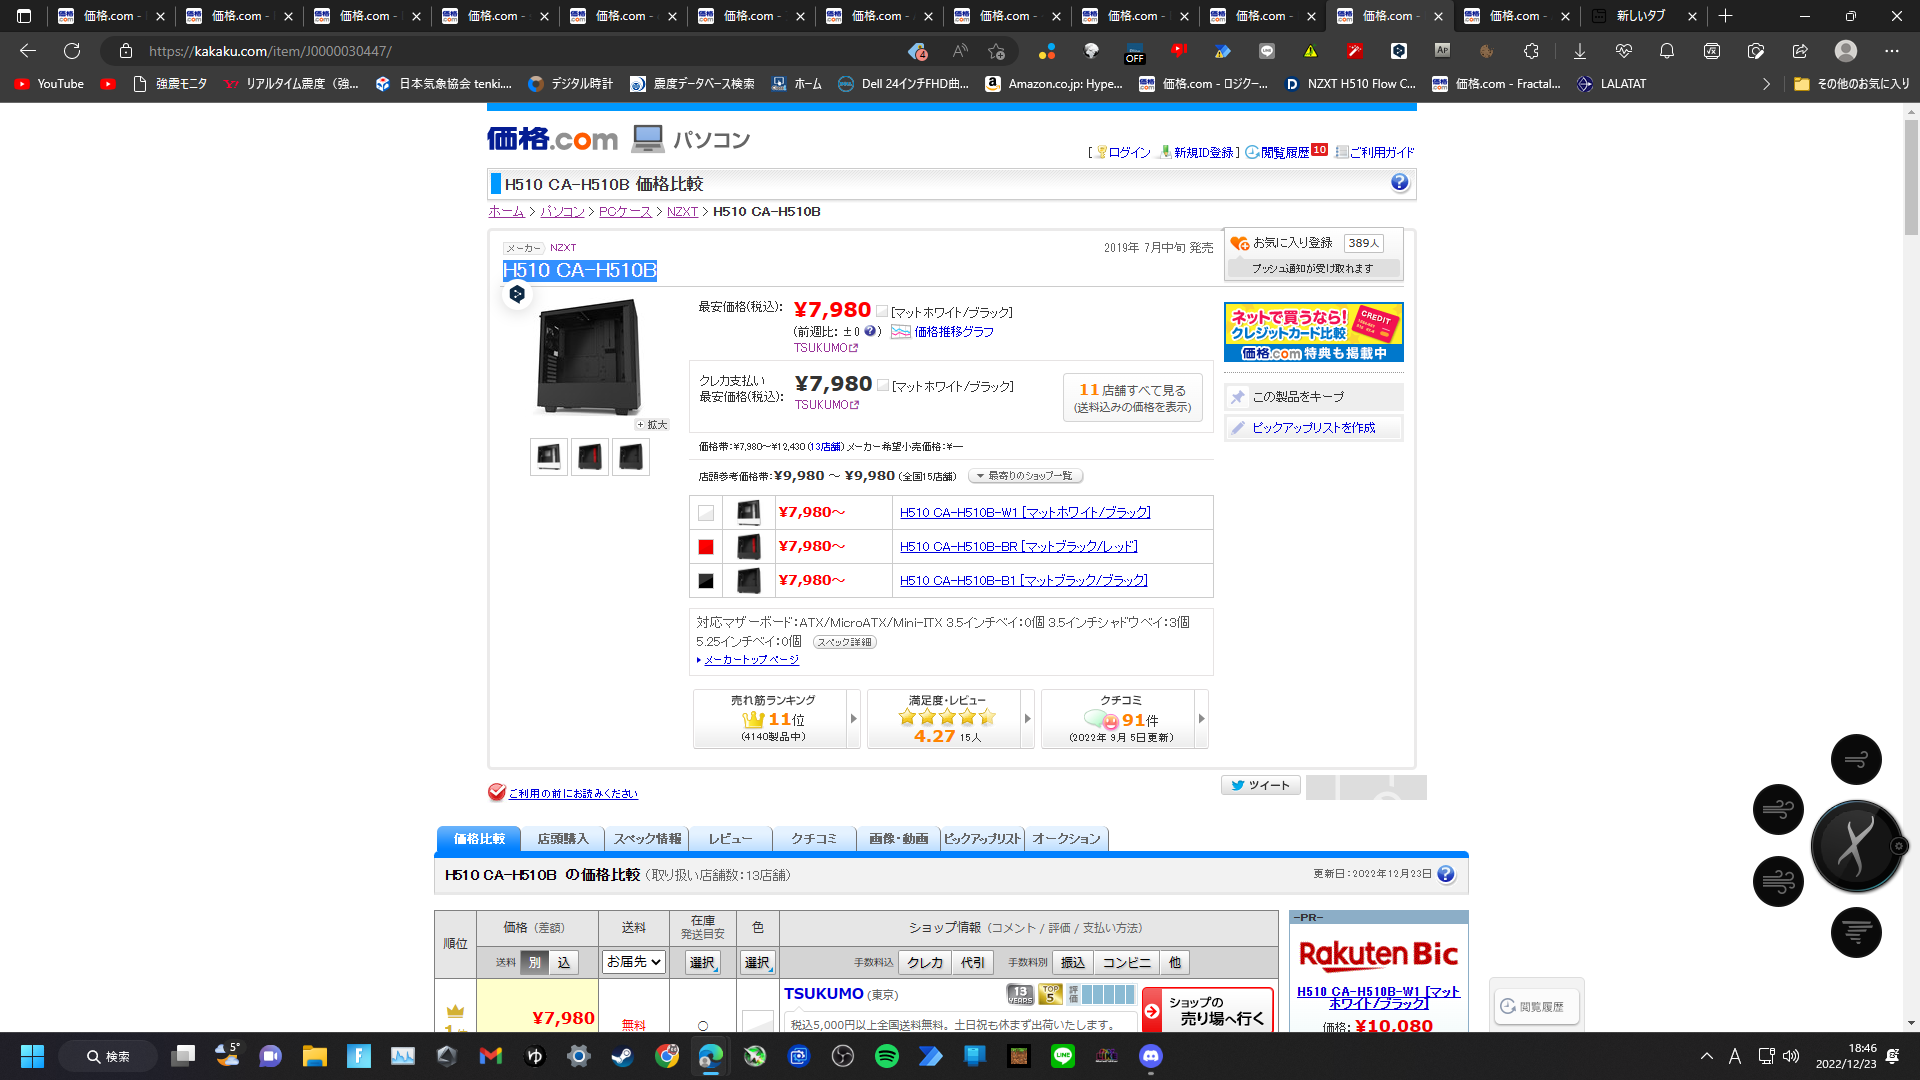 価格.com -
価格.com -
価格.com -
価格.com -
価格.com -
価格.com -
価格.com -
価格.com -
価格.com -
価格.com -
価格.com -
価格.com -
新しいタブ
https://kakaku.com/item/J0000030447/
4
OFF
AP
YouTube
強震モニタ
リアルタイム震度（強...
日本気象協会 tenki....
デジタル時計
震度データベース検索
ホーム
Dell 24インチFHD曲...
Amazon.co.jp: Hype...
価格.com - ロジクー...
NZXT H510 Flow C...
価格.com - Fractal...
LALATAT
その他のお気に入り
価格.com パソコン
[ ログイン 新規ID登録 ] 閲覧履歴 10 ご利用ガイド
H510 CA-H510B 価格比較
ホーム > パソコン > PCケース > NZXT > H510 CA-H510B
メーカー NZXT
2019年 7月中旬 発売
H510 CA-H510B
お気に入り登録 389人
プッシュ通知が受け取れます
最安価格(税込): ¥7,980 [マットホワイト/ブラック]
(前週比: ±0 ) 価格推移グラフ
TSUKUMO
クレカ支払い
最安価格(税込): ¥7,980 [マットホワイト/ブラック]
TSUKUMO
11店舗すべて見る
(送料込みの価格を表示)
+ 拡大
価格帯:¥7,980～¥12,430 (13店舗) メーカー希望小売価格:¥―
店頭参考価格帯:¥9,980 ～ ¥9,980 (全国15店舗) 最寄りのショップ一覧
¥7,980～ H510 CA-H510B-W1 [マットホワイト/ブラック]
¥7,980～ H510 CA-H510B-BR [マットブラック/レッド]
¥7,980～ H510 CA-H510B-B1 [マットブラック/ブラック]
対応マザーボード:ATX/MicroATX/Mini-ITX 3.5インチベイ:0個 3.5インチシャドウベイ:3個
5.25インチベイ:0個 スペック詳細
メーカートップページ
売れ筋ランキング
11位
(4140製品中)
満足度・レビュー
4.27 15人
クチコミ
91件
(2022年 9月 5日更新)
ネットで買うなら!
クレジットカード比較
CREDIT
価格.com 特典も掲載中
この製品をキープ
ピックアップリストを作成
ご利用の前にお読みください
ツイート
価格比較 店頭購入 スペック情報 レビュー クチコミ 画像・動画 ピックアップリスト オークション
H510 CA-H510B の価格比較 (取り扱い店舗数:13店舗)
更新日:2022年12月23日
順位
価格 (差額)
送料 別 込
送料
お届先
在庫
発送目安
選択
色
選択
ショップ情報 (コメント / 評価 / 支払い方法)
手数料込 クレカ 代引 手数料別 振込 コンビニ 他
¥7,980
無料
○
TSUKUMO (東京)
13 YEARS
TOP 5
評価
税込5,000円以上全国送料無料。土日祝も休まず出荷いたします。
ショップの
売り場へ行く
-PR-
Rakuten Bic
H510 CA-H510B-W1 [マット
ホワイト/ブラック]
価格: ¥10,080
閲覧履歴
検索
5°
A
LINE
18:46
2022/12/23